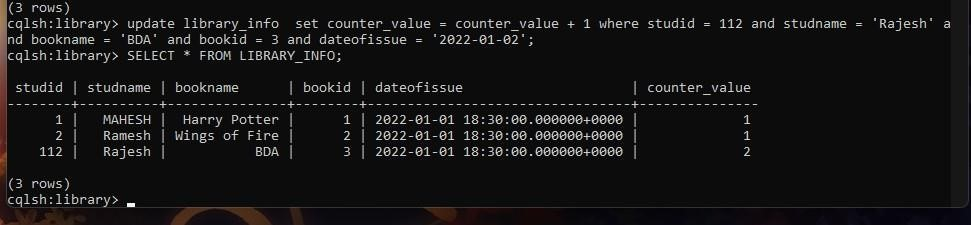 (3 rows)
cqlsh:library> update library_info  set counter_value = counter_value + 1 where studid = 112 and studname = 'Rajesh' a
nd bookname = 'BDA' and bookid = 3 and dateofissue = '2022-01-02';
cqlsh:library> SELECT * FROM LIBRARY_INFO;
 studid | studname | bookname      | bookid | dateofissue                     | counter_value
--------+----------+---------------+--------+---------------------------------+---------------
      1 |   MAHESH |  Harry Potter |      1 | 2022-01-01 18:30:00.000000+0000 |             1
      2 |   Ramesh | Wings of Fire |      2 | 2022-01-01 18:30:00.000000+0000 |             1
    112 |   Rajesh |           BDA |      3 | 2022-01-01 18:30:00.000000+0000 |             2
(3 rows)
cqlsh:library>